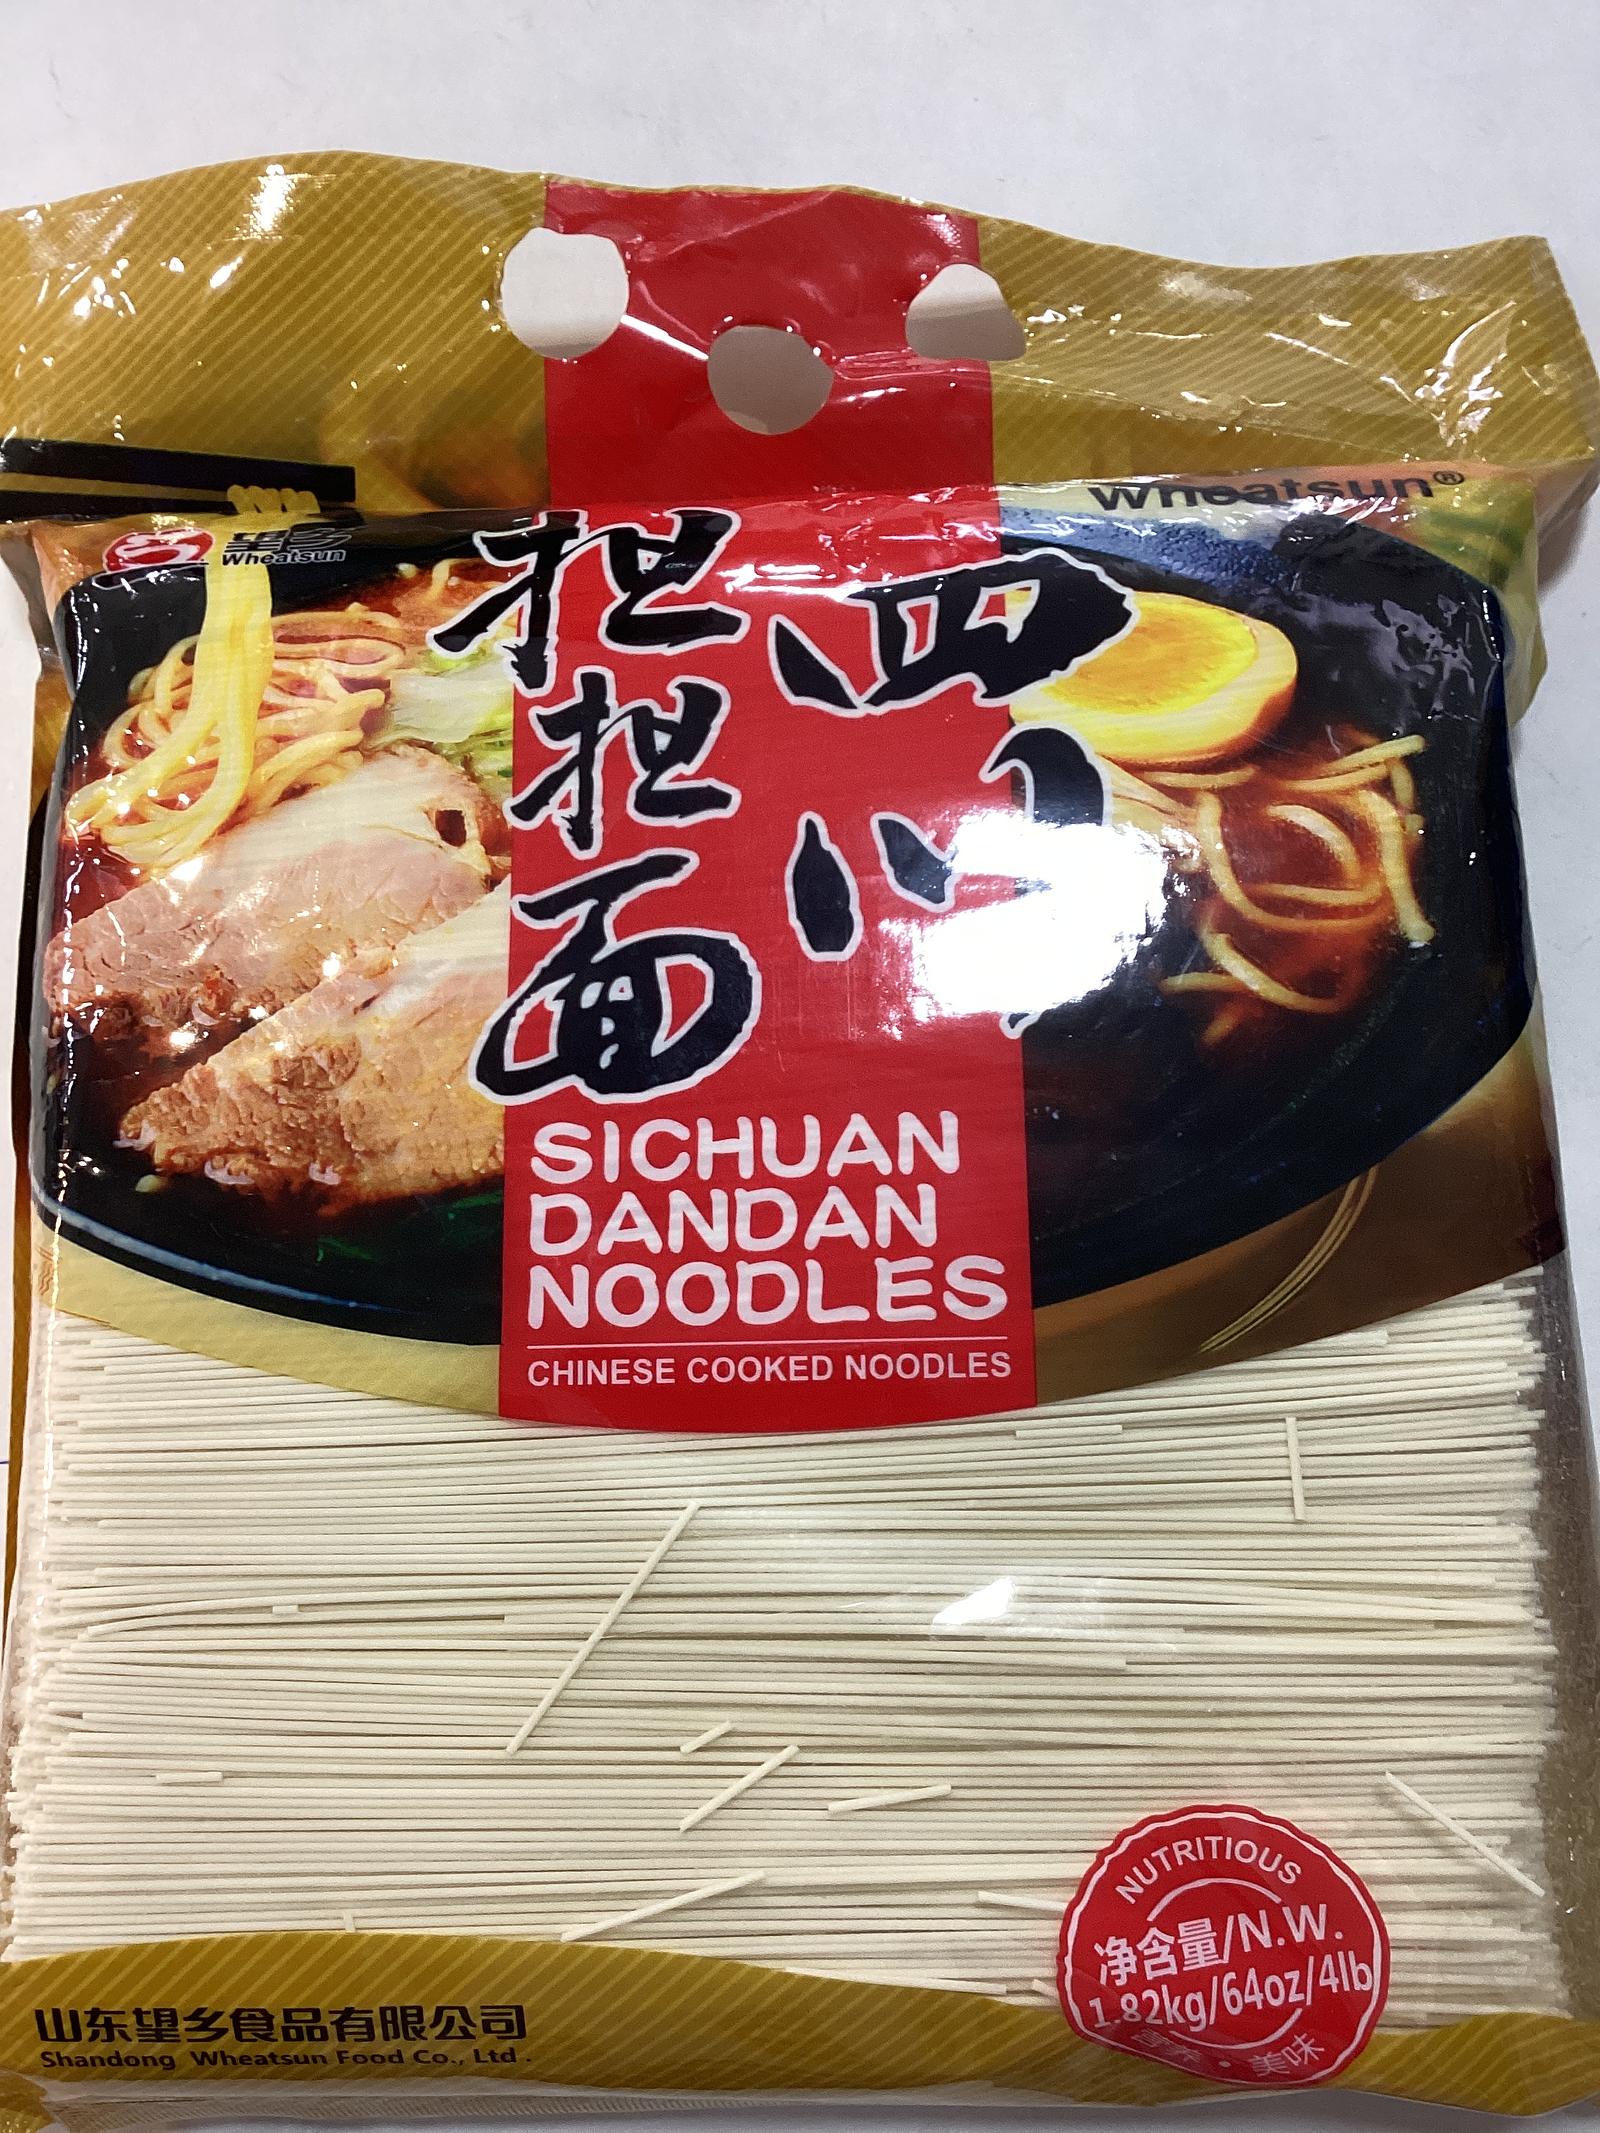 wheatsun®
望乡
Wheatsun
四川
担担面
SICHUAN
DANDAN
NOODLES
CHINESE COOKED NOODLES
NUTRITIOUS
净含量/N.W.
1.82kg/64oz/4lb
营养·美味
山东望乡食品有限公司
Shandong Wheatsun Food Co., Ltd.